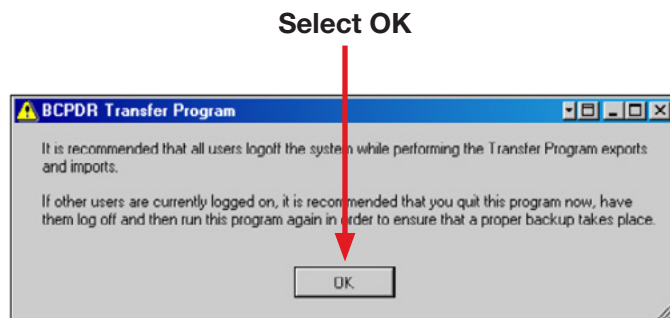 Select OK
BCPDR Transfer Program
It is recommended that all users logoff the system while performing the Transfer Program exports
and imports.
If other users are currently logged on, it is recommended that you quit this program now, have
them log off and then run this program again in order to ensure that a proper backup takes place.
OK